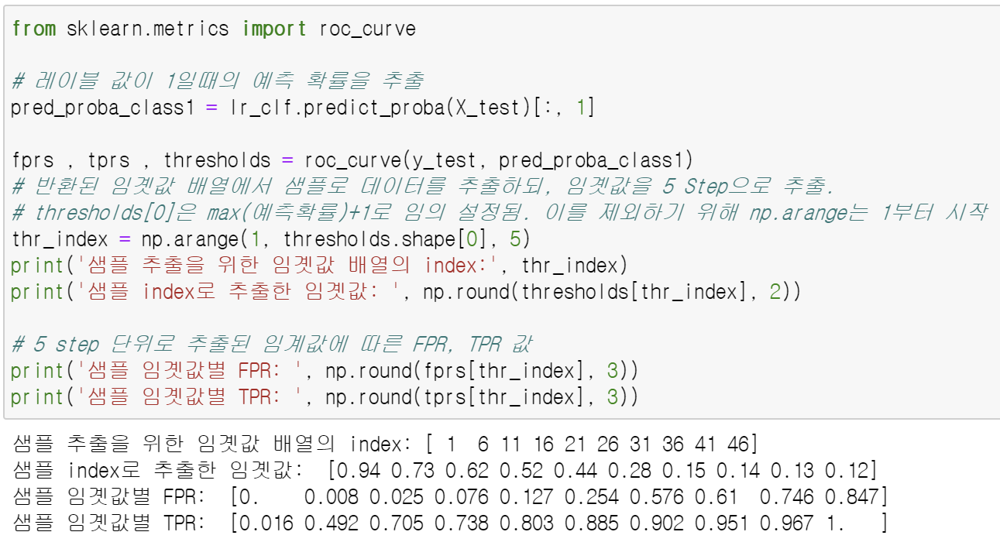 from sklearn.metrics import roc_curve
# 레이블 값이 1일때의 예측 확률을 추출
pred_proba_class1 = lr_clf.predict_proba(X_test)[:, 1]
fprs , tprs , thresholds = roc_curve(y_test, pred_proba_class1)
# 반환된 임곗값 배열에서 샘플로 데이터를 추출하되, 임곗값을 5 Step으로 추출.
# thresholds[0]은 max(예측확률)+1로 임의 설정됨. 이를 제외하기 위해 np.arange는 1부터 시작
thr_index = np.arange(1, thresholds.shape[0], 5)
print('샘플 추출을 위한 임곗값 배열의 index:', thr_index)
print('샘플 index로 추출한 임곗값: ', np.round(thresholds[thr_index], 2))
# 5 step 단위로 추출된 임계값에 따른 FPR, TPR 값
print('샘플 임곗값별 FPR: ', np.round(fprs[thr_index], 3))
print('샘플 임곗값별 TPR: ', np.round(tprs[thr_index], 3))
샘플 추출을 위한 임곗값 배열의 index: [ 1  6 11 16 21 26 31 36 41 46]
샘플 index로 추출한 임곗값:  [0.94 0.73 0.62 0.52 0.44 0.28 0.15 0.14 0.13 0.12]
샘플 임곗값별 FPR:  [0.    0.008 0.025 0.076 0.127 0.254 0.576 0.61  0.746 0.847]
샘플 임곗값별 TPR:  [0.016 0.492 0.705 0.738 0.803 0.885 0.902 0.951 0.967 1.   ]